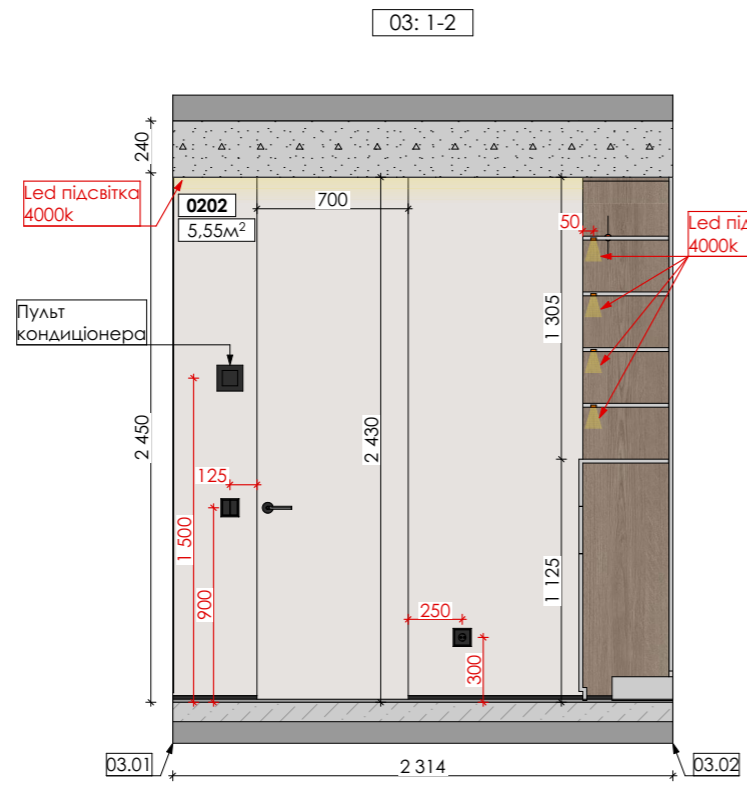 03: 1-2
240
Led підсвітка
4000k
0202
5,55м²
700
50
Led під
4000k
Пульт
кондиціонера
1 305
2 450
2 430
125
1 500
900
1 125
250
300
03.01
2 314
03.02